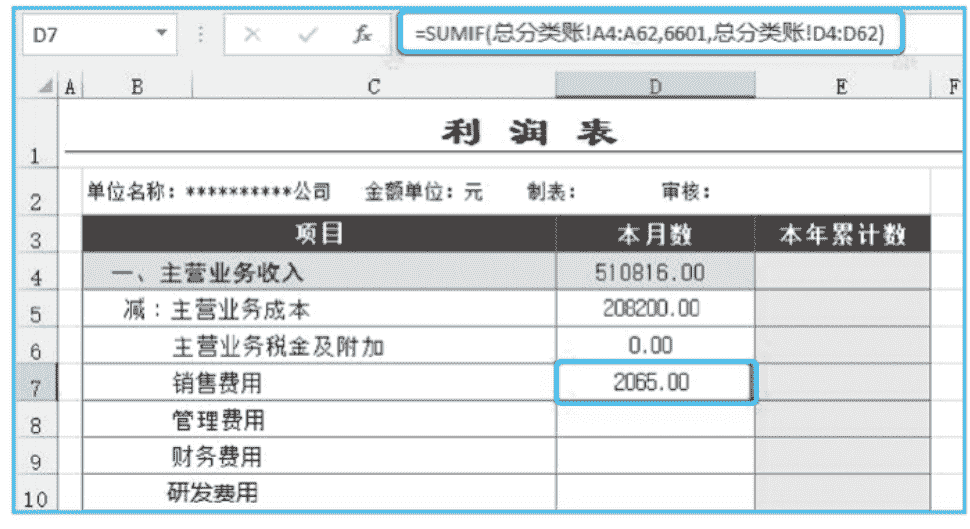 D7 fx =SUMIF(总分类账!A4:A62,6601,总分类账!D4:D62)
A B C D E F
1 利 润 表
2 单位名称：**********公司 金额单位：元 制表： 审核：
3 项目 本月数 本年累计数
4 一、主营业务收入 510816.00
5 减：主营业务成本 208200.00
6 主营业务税金及附加 0.00
7 销售费用 2065.00
8 管理费用
9 财务费用
10 研发费用